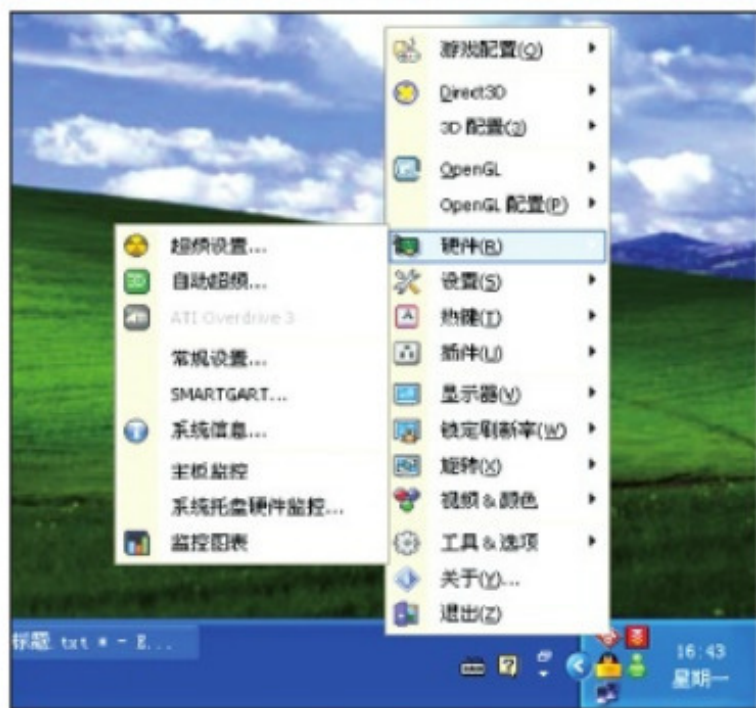 游戏配置(Q)
Direct3D
3D 配置(3)
OpenGL
OpenGL 配置(P)
硬件(R)
设置(S)
热键(T)
插件(U)
显示器(V)
锁定刷新率(W)
旋转(X)
视频 & 颜色
工具 & 选项
关于(Y)...
退出(Z)
超频设置...
自动超频...
ATI Overdrive 3
常规设置...
SMARTGART...
系统信息...
主板监控
系统托盘硬件监控...
监控图表
标题.txt * - E...
16:43
星期一